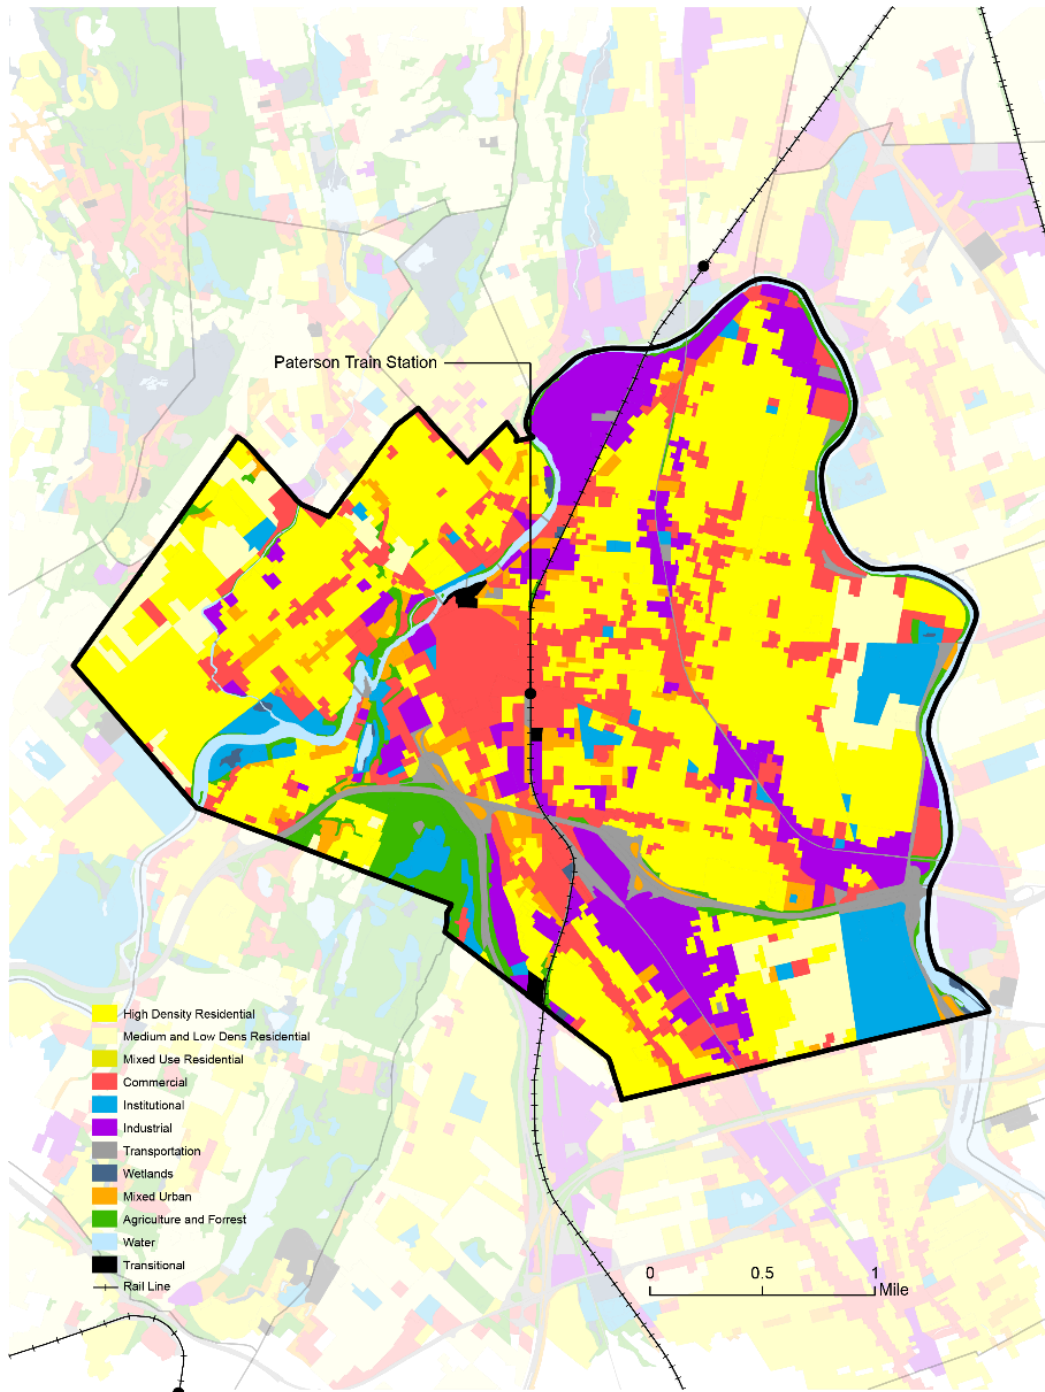 Paterson Train Station
High Density Residential
Medium and Low Dens Residential
Mixed Use Residential
Commercial
Institutional
Industrial
Transportation
Wetlands
Mixed Urban
Agriculture and Forrest
Water
Transitional
Rail Line
0 0.5 1
Mile